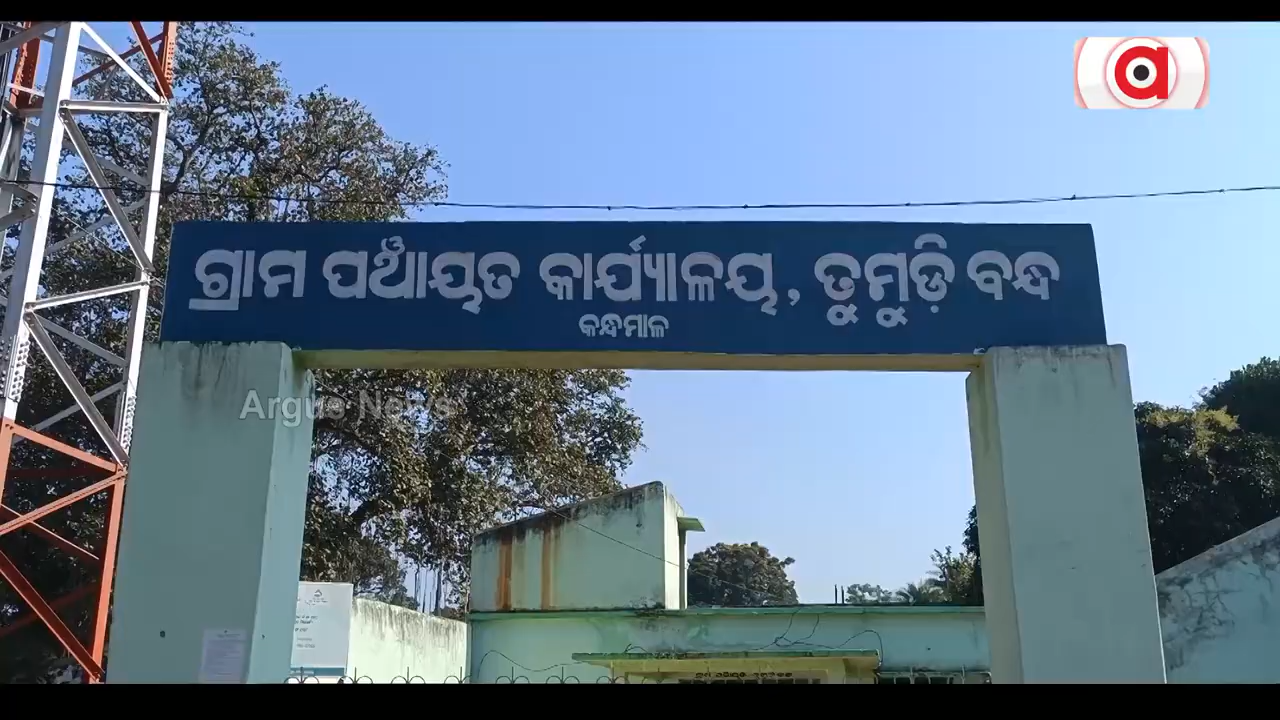 ଗ୍ରାମ ପଞ୍ଚାୟତ କାର୍ଯ୍ୟାଳୟ, ତୁମୁଡ଼ି ବନ୍ଧ
କନ୍ଧମାଳ
Argus News